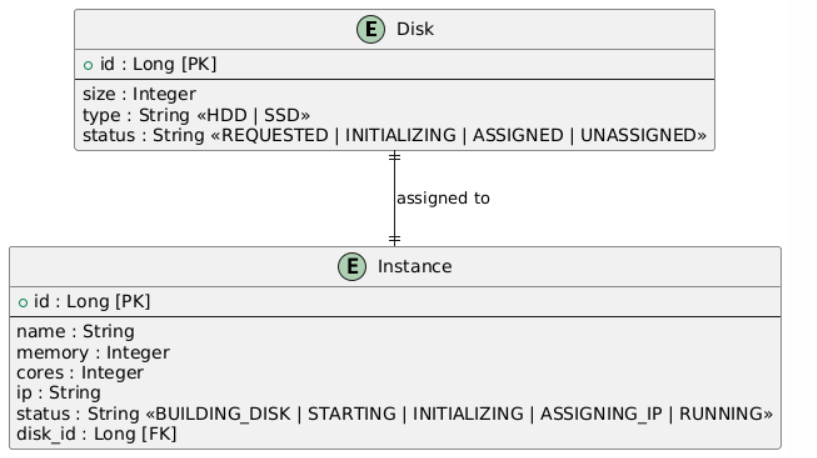 E Disk
id : Long [PK]
size : Integer
type : String «HDD | SSD»
status : String «REQUESTED | INITIALIZING | ASSIGNED | UNASSIGNED»
assigned to
E Instance
id : Long [PK]
name : String
memory : Integer
cores : Integer
ip : String
status : String «BUILDING_DISK | STARTING | INITIALIZING | ASSIGNING_IP | RUNNING»
disk_id : Long [FK]